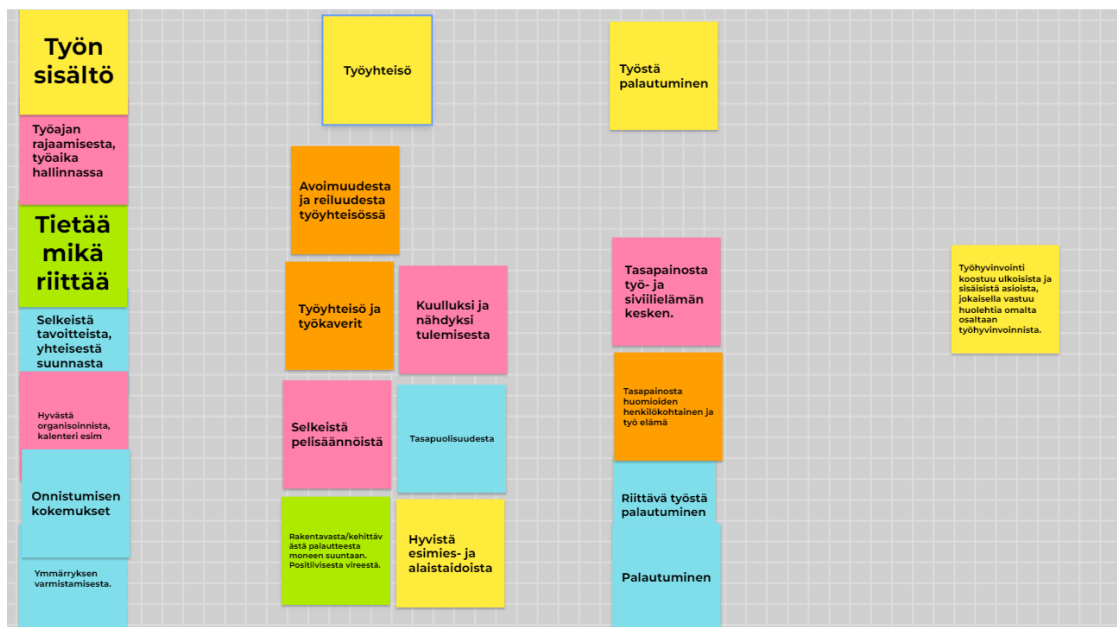 Työn
sisältö
Työajan
rajaamisesta,
työaika
hallinnassa
Tietää
mikä
riittää
Selkeistä
tavoitteista,
yhteisestä
suunnasta
Hyvästä
organisoinnista,
kalenteri esim
Onnistumisen
kokemukset
Ymmärryksen
varmistamisesta.
Työyhteisö
Avoimuudesta
ja reiluudesta
työyhteisössä
Työyhteisö ja
työkaverit
Kuulluksi ja
nähdyksi
tulemisesta
Selkeistä
pelisäännöistä
Tasapuolisuudesta
Rakentavasta/kehittäv
ästä palautteesta
moneen suuntaan.
Positiivisesta vireestä.
Hyvistä
esimies- ja
alaistaidoista
Työstä
palautuminen
Tasapainosta
työ- ja
siviilielämän
kesken.
Tasapainosta
huomioiden
henkilökohtainen ja
työ elämä
Riittävä työstä
palautuminen
Palautuminen
Työhyvinvointi
koostuu ulkoisista ja
sisäisistä asioista,
jokaisella vastuu
huolehtia omalta
osaltaan
työhyvinvoinnista.